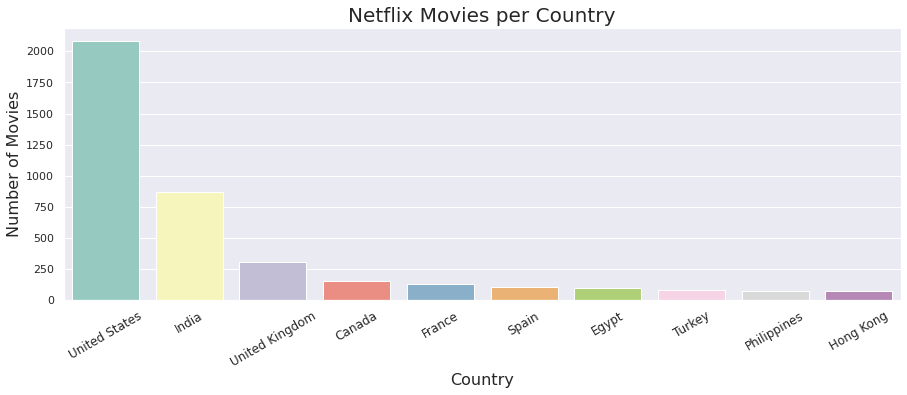 Netflix Movies per Country
Number of Movies
2000
1750
1500
1250
1000
750
500
250
0
United States
India
United Kingdom
Canada
France
Spain
Egypt
Turkey
Philippines
Hong Kong
Country